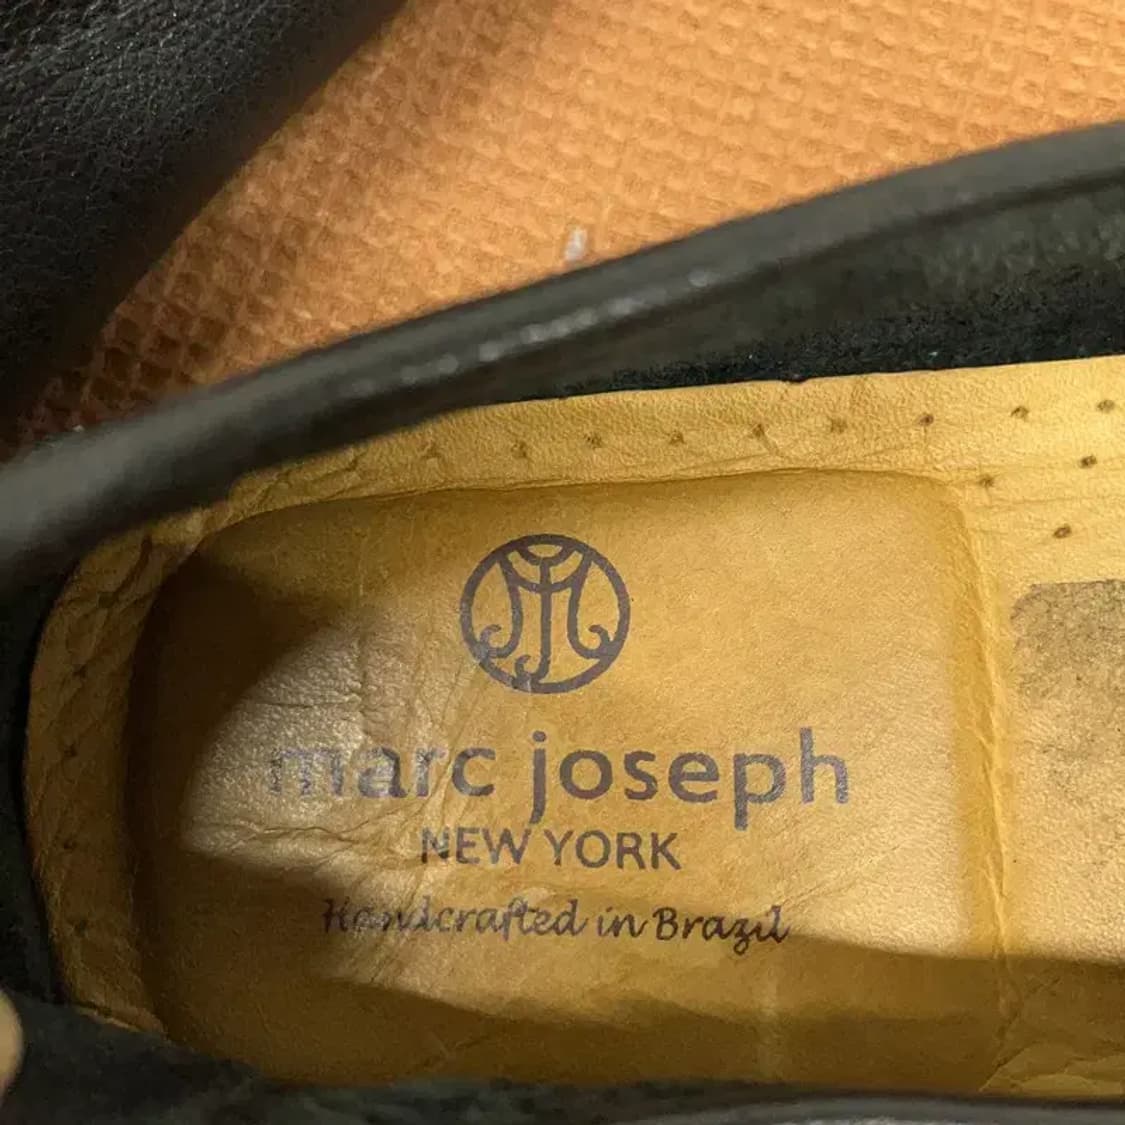 marc joseph
NEW YORK
Handcrafted in Brazil